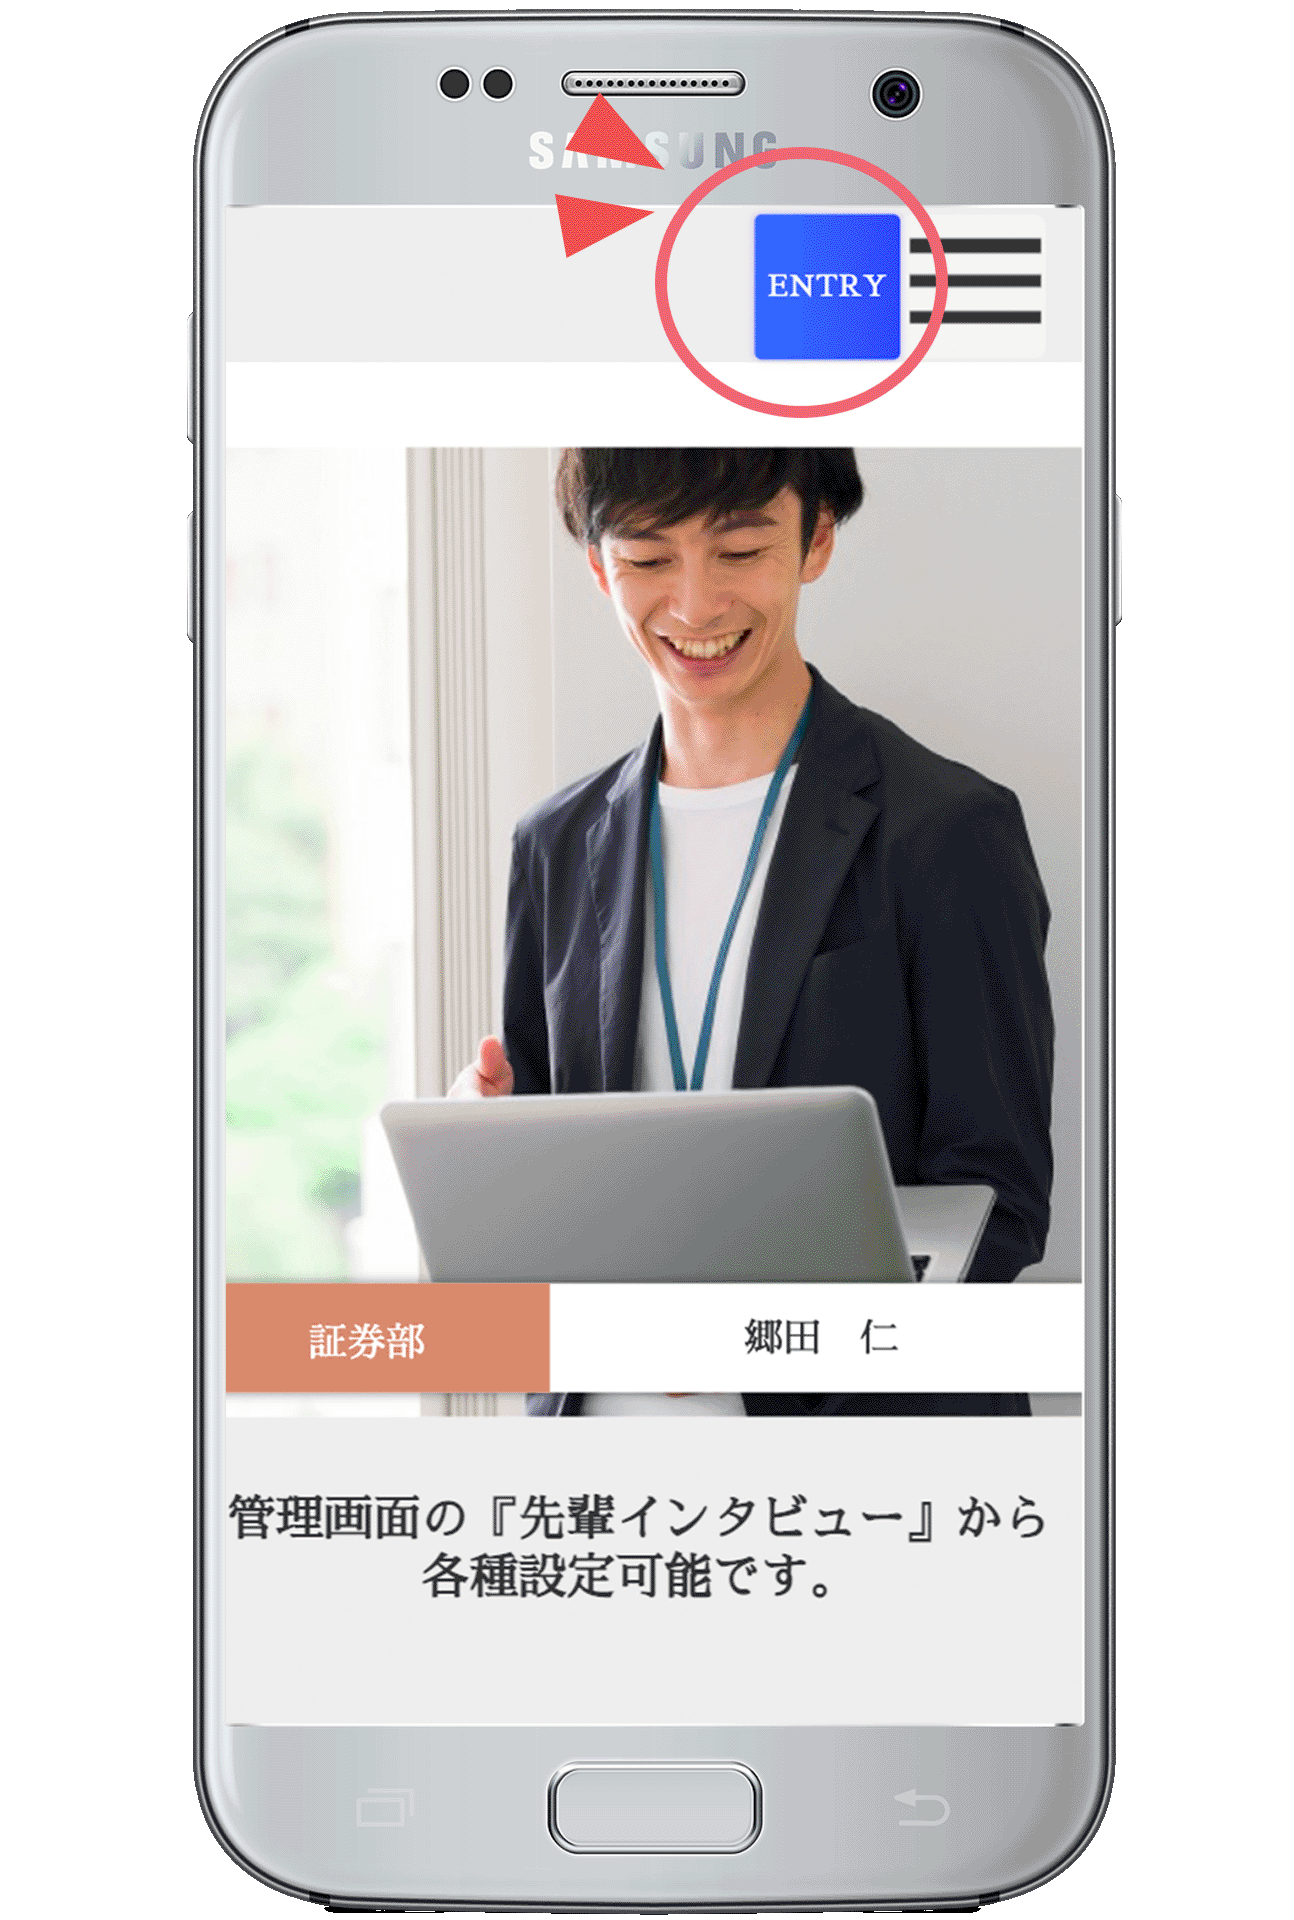 SAMSUNG
ENTRY
証券部
郷田　仁
管理画面の『先輩インタビュー』から
各種設定可能です。